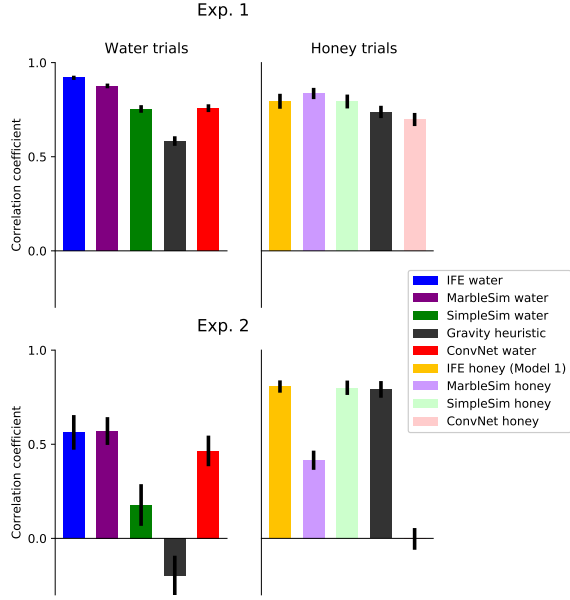 Exp. 1
Water trials
Honey trials
1.0
0.5
0.0
Correlation coefficient
IFE water
MarbleSim water
SimpleSim water
Gravity heuristic
ConvNet water
IFE honey (Model 1)
MarbleSim honey
SimpleSim honey
ConvNet honey
Exp. 2
1.0
0.5
0.0
Correlation coefficient